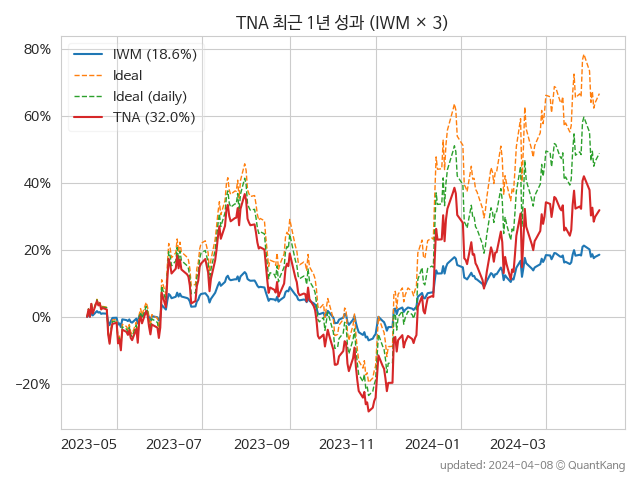 TNA 최근 1년 성과 (IWM × 3)
IWM (18.6%)
Ideal
Ideal (daily)
TNA (32.0%)
80%
60%
40%
20%
0%
−20%
2023−05 2023−07 2023−09 2023−11 2024−01 2024−03
updated: 2024−04−08 © QuantKang